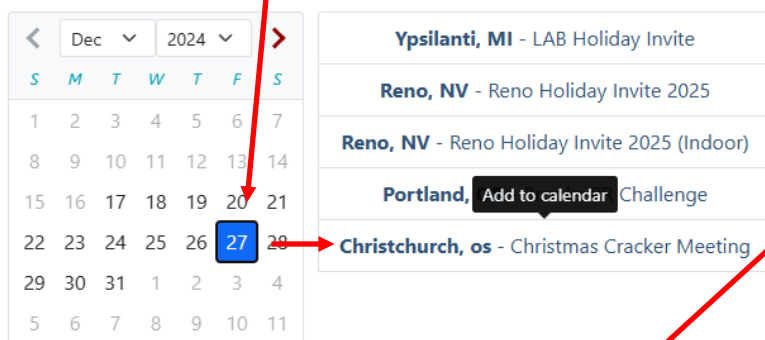 Dec 2024
S M T W T F S
1 2 3 4 5 6 7
8 9 10 11 12 13 14
15 16 17 18 19 20 21
22 23 24 25 26 27 28
29 30 31 1 2 3 4
5 6 7 8 9 10 11
Ypsilanti, MI - LAB Holiday Invite
Reno, NV - Reno Holiday Invite 2025
Reno, NV - Reno Holiday Invite 2025 (Indoor)
Portland, Challenge
Add to calendar
Christchurch, os - Christmas Cracker Meeting